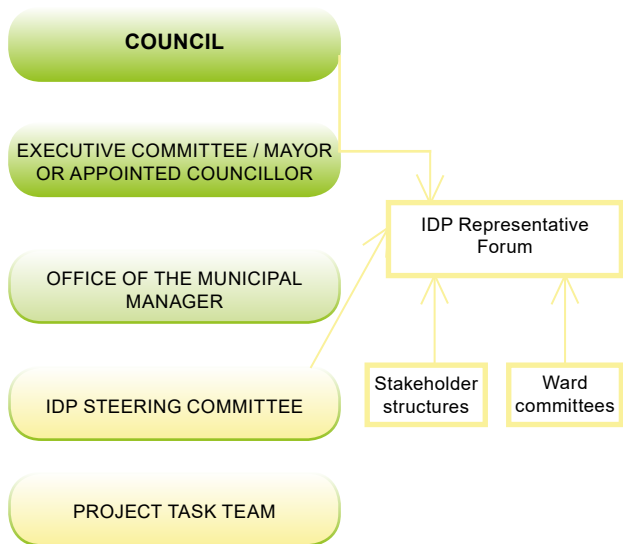 COUNCIL
EXECUTIVE COMMITTEE / MAYOR
OR APPOINTED COUNCILLOR
IDP Representative
Forum
OFFICE OF THE MUNICIPAL
MANAGER
IDP STEERING COMMITTEE
Stakeholder
structures
Ward
committees
PROJECT TASK TEAM